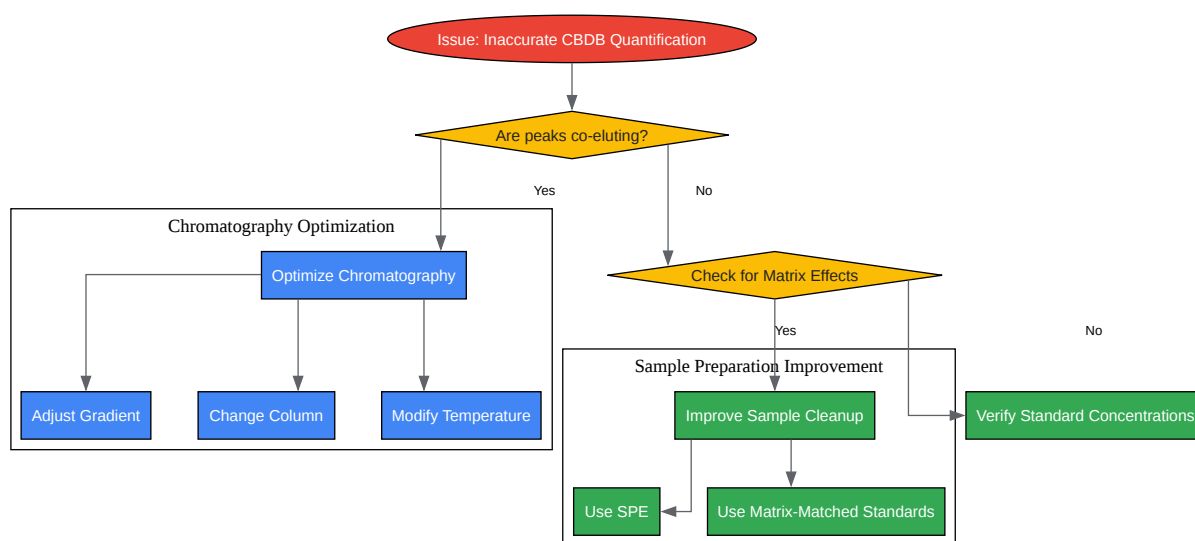 Issue: Inaccurate CBDB Quantification
Are peaks co-eluting?
Yes
No
Chromatography Optimization
Optimize Chromatography
Check for Matrix Effects
Yes
No
Sample Preparation Improvement
Adjust Gradient
Change Column
Modify Temperature
Improve Sample Cleanup
Verify Standard Concentrations
Use SPE
Use Matrix-Matched Standards